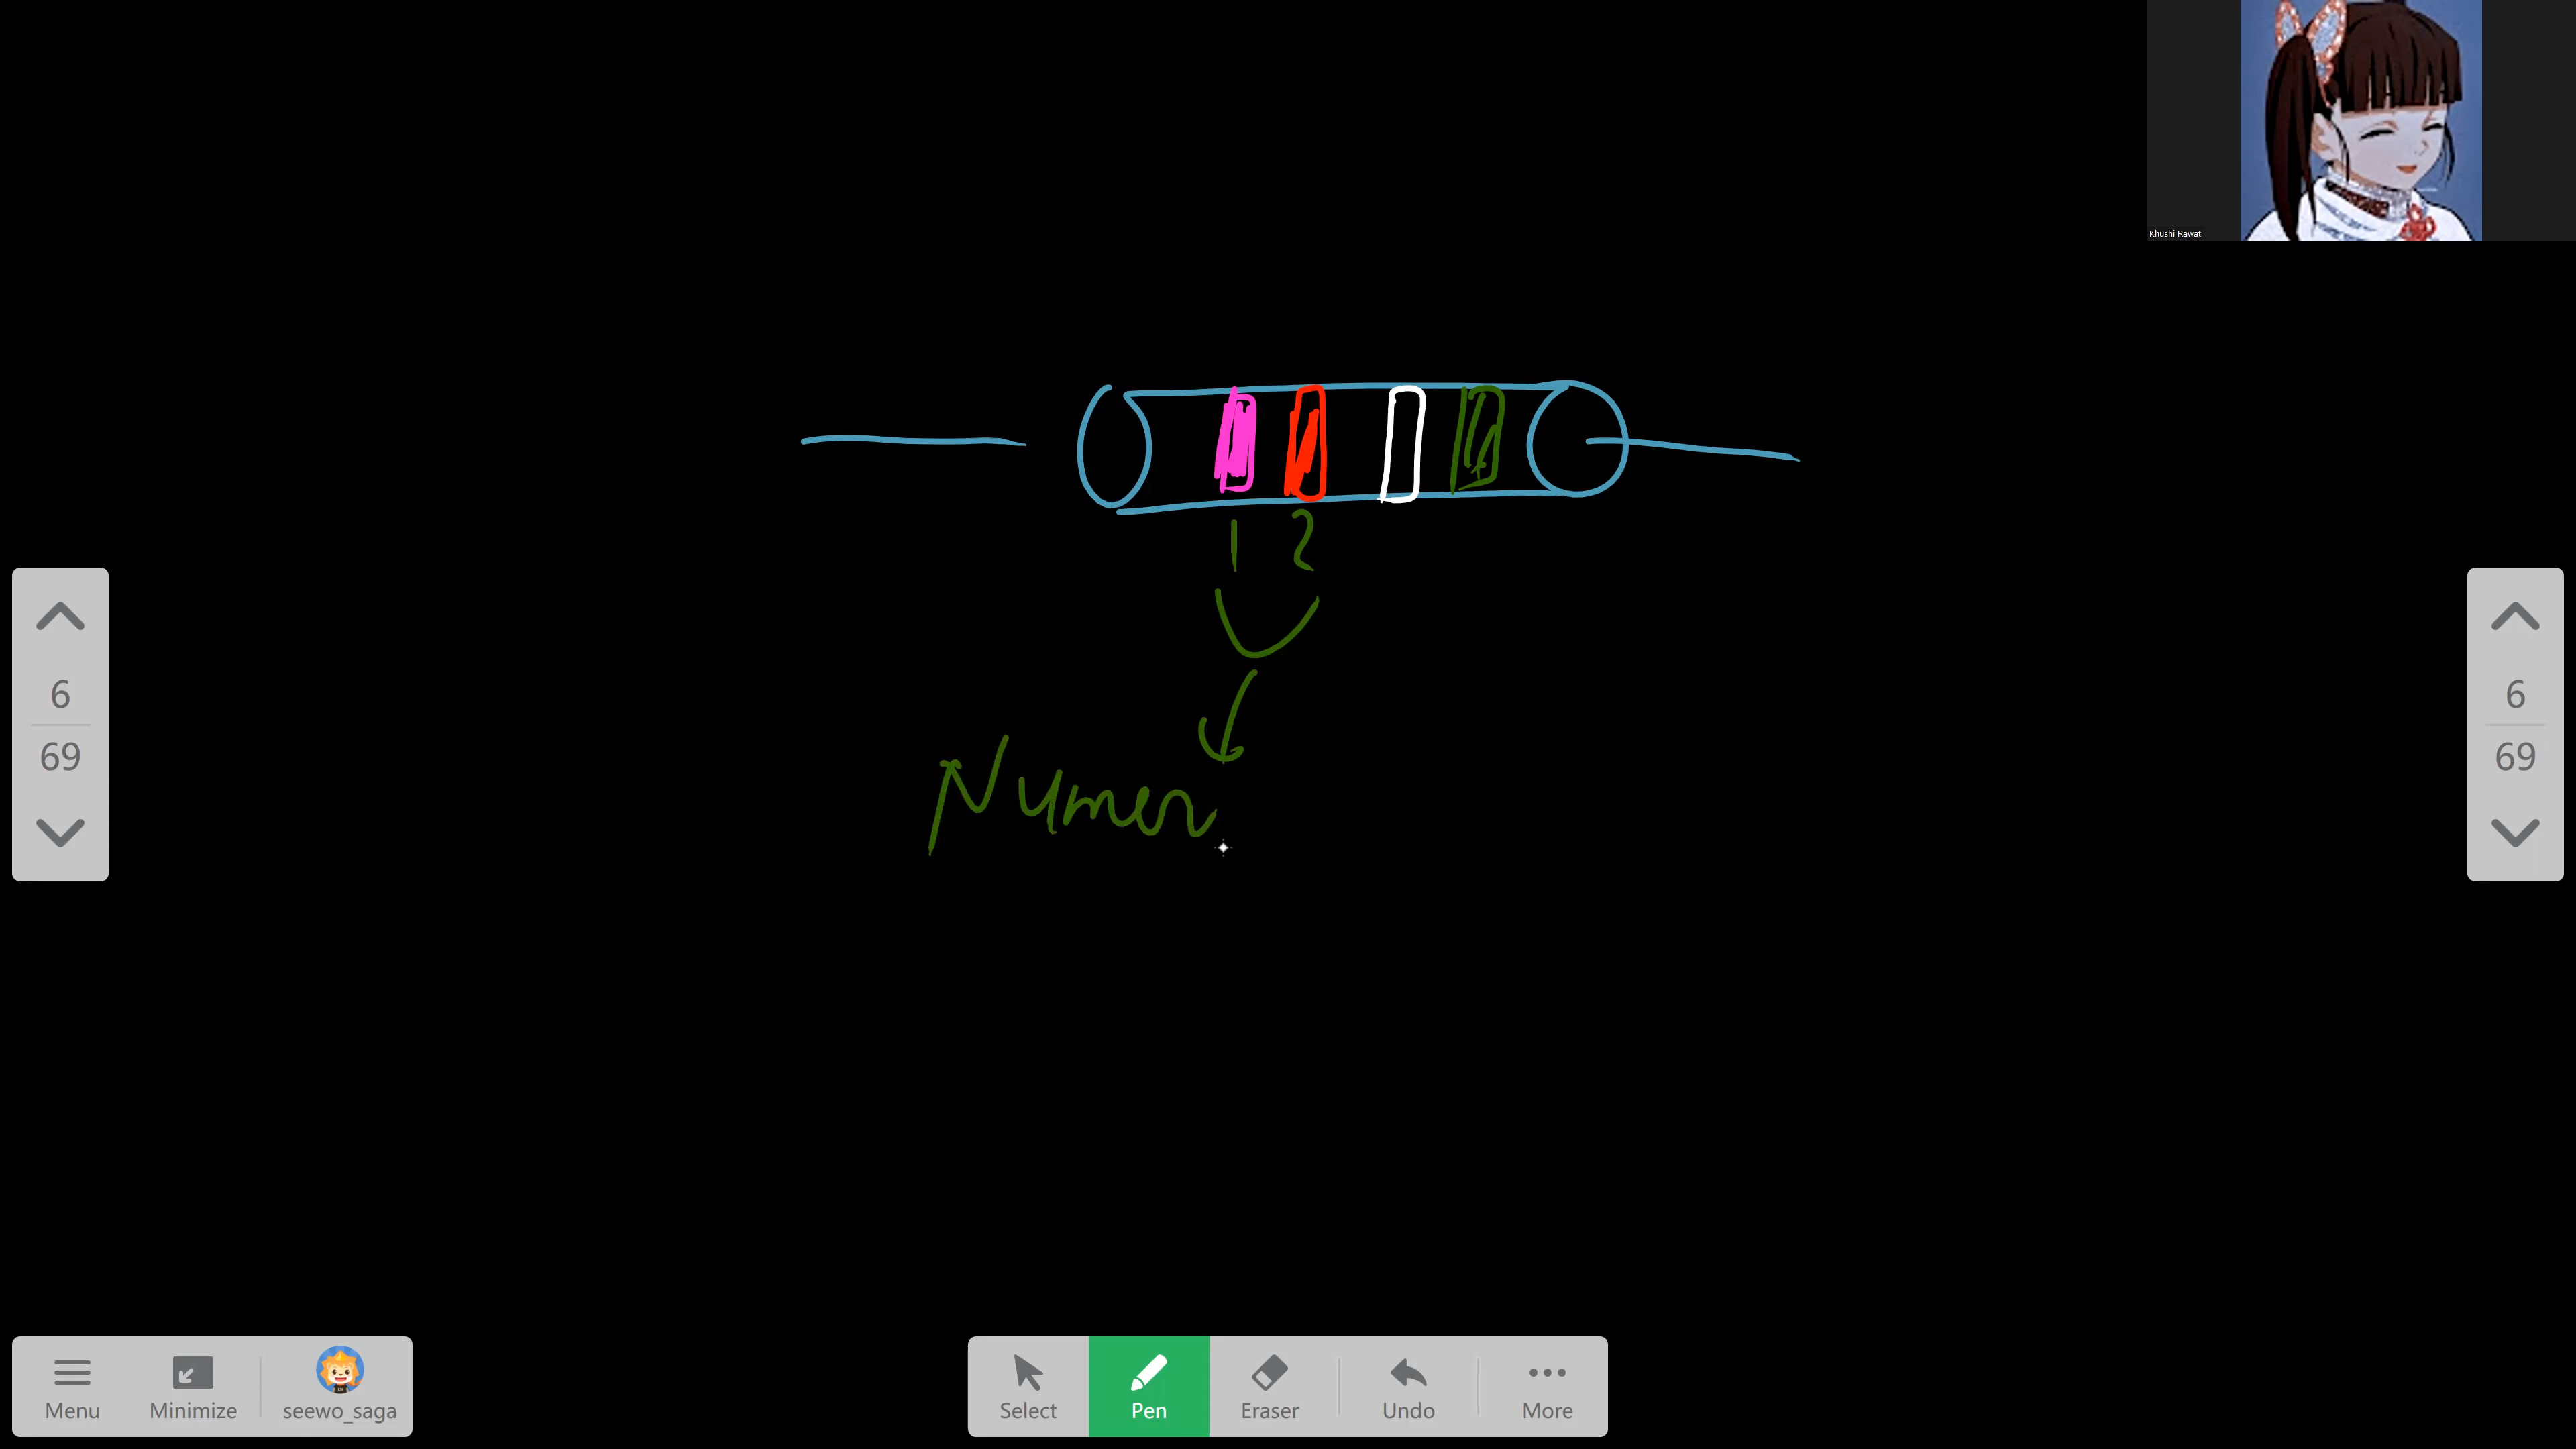 Khushi Rawat
1 2
Numer
6
69
6
69
Menu
Minimize
seewo_saga
Select
Pen
Eraser
Undo
More